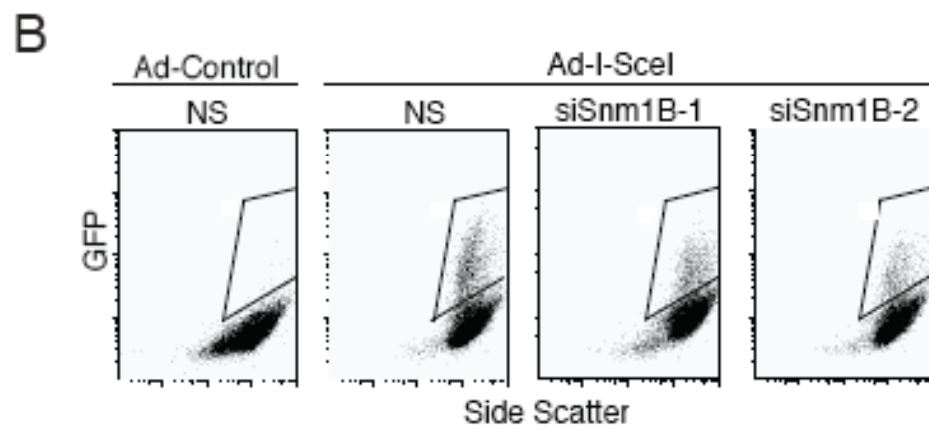 B
Ad-Control
Ad-I-SceI
NS
NS
siSnm1B-1
siSnm1B-2
GFP
Side Scatter